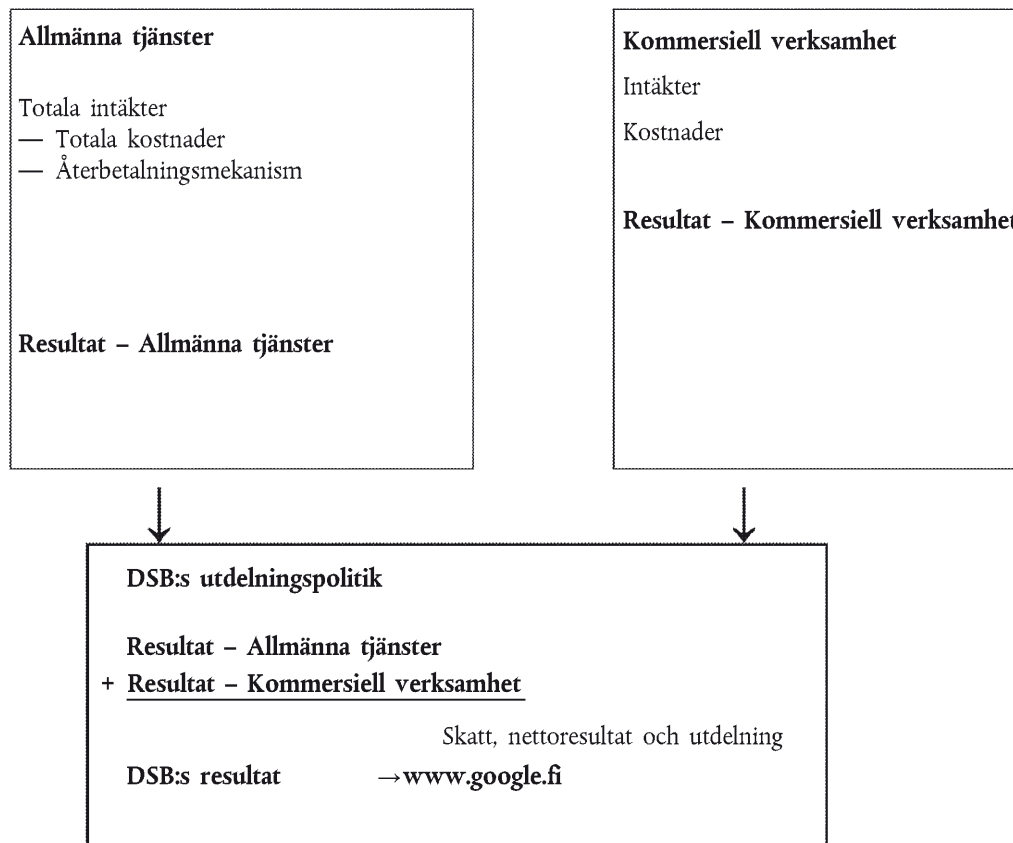 Allmänna tjänster
Totala intäkter
— Totala kostnader
— Återbetalningsmekanism
Resultat – Allmänna tjänster
Kommersiell verksamhet
Intäkter
Kostnader
Resultat – Kommersiell verksamhet
DSB:s utdelningspolitik
Resultat – Allmänna tjänster
+ Resultat – Kommersiell verksamhet
Skatt, nettoresultat och utdelning
DSB:s resultat →www.google.fi